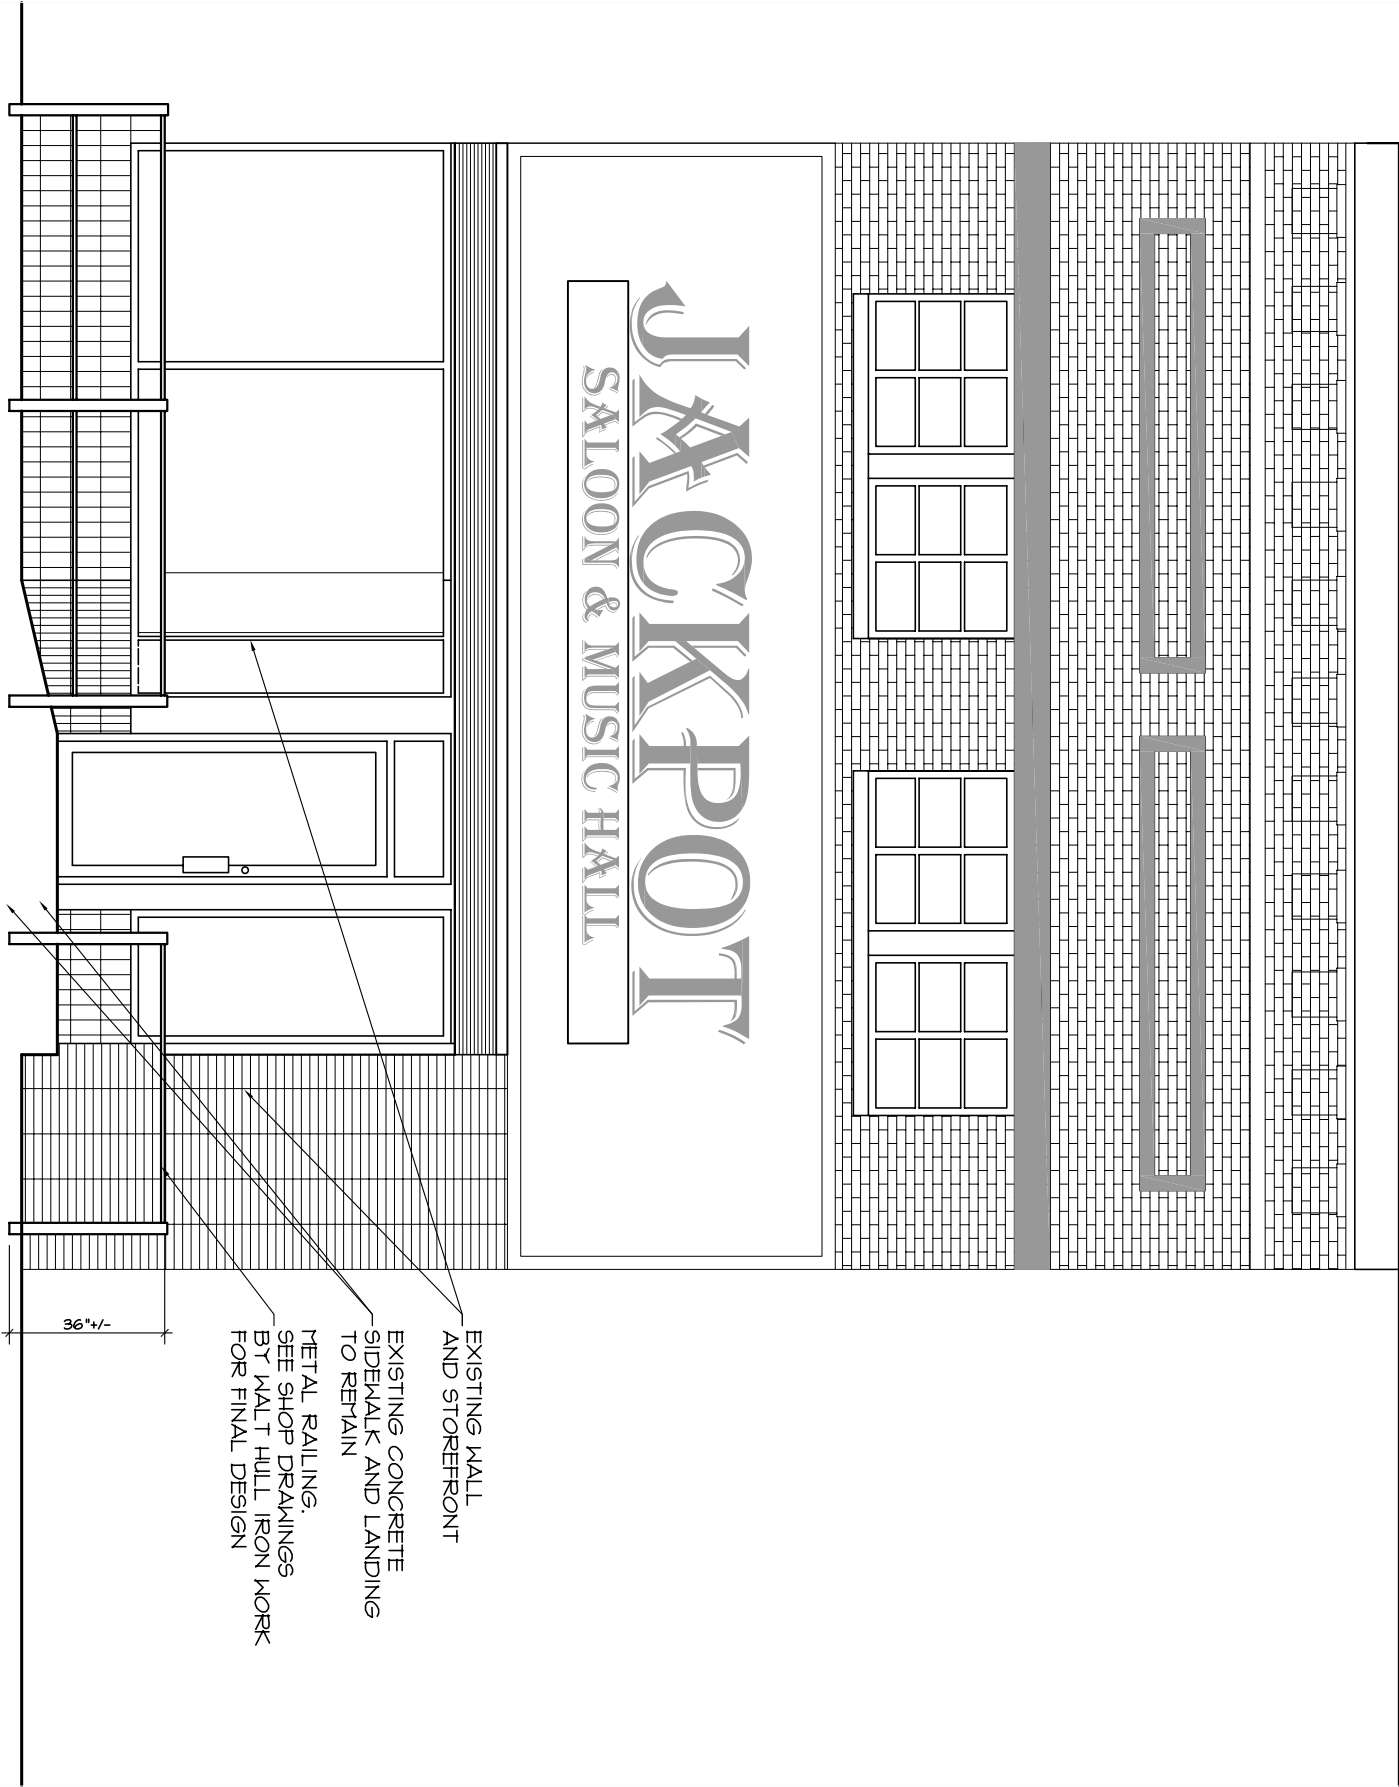 JACKPOT
SALOON & MUSIC HALL
EXISTING WALL
AND STOREFRONT
EXISTING CONCRETE
SIDEWALK AND LANDING
TO REMAIN
METAL RAILING.
SEE SHOP DRAWINGS
BY WALT HULL IRON WORK
FOR FINAL DESIGN
36"+/-